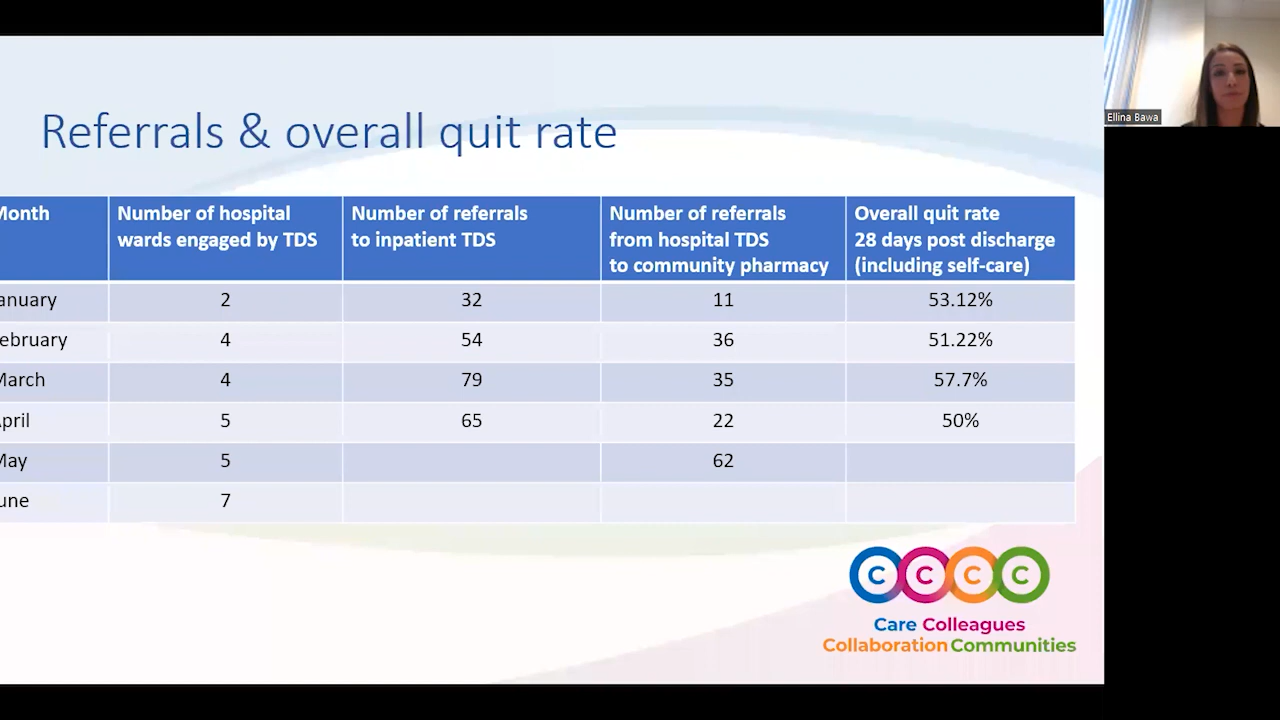 Referrals & overall quit rate
Month
Number of hospital
wards engaged by TDS
Number of referrals
to inpatient TDS
Number of referrals
from hospital TDS
to community pharmacy
Overall quit rate
28 days post discharge
(including self-care)
anuary 2 32 11 53.12%
ebruary 4 54 36 51.22%
March 4 79 35 57.7%
April 5 65 22 50%
May 5 62
une 7
C C C C
Care Colleagues
Collaboration Communities
Ellina Bawa